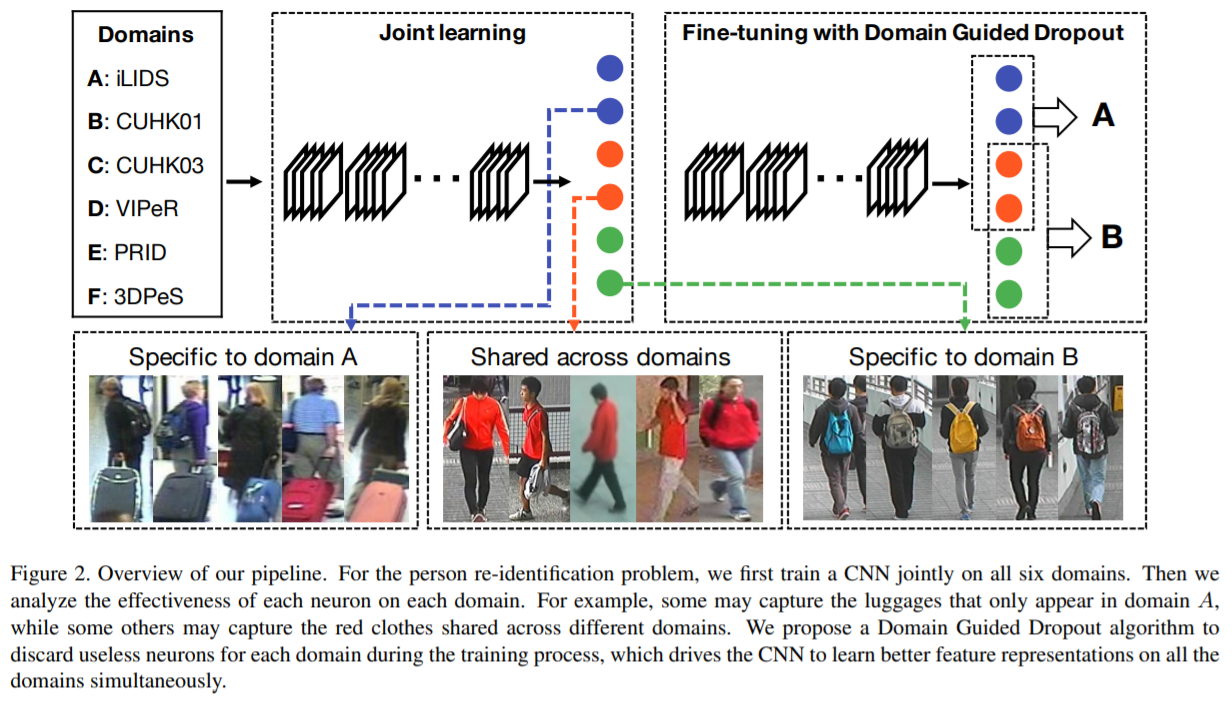 Domains
A: iLIDS
B: CUHK01
C: CUHK03
D: VIPeR
E: PRID
F: 3DPeS
Joint learning
Fine-tuning with Domain Guided Dropout
A
B
Specific to domain A
Shared across domains
Specific to domain B
Figure 2. Overview of our pipeline. For the person re-identification problem, we first train a CNN jointly on all six domains. Then we
analyze the effectiveness of each neuron on each domain. For example, some may capture the luggages that only appear in domain A,
while some others may capture the red clothes shared across different domains. We propose a Domain Guided Dropout algorithm to
discard useless neurons for each domain during the training process, which drives the CNN to learn better feature representations on all the
domains simultaneously.